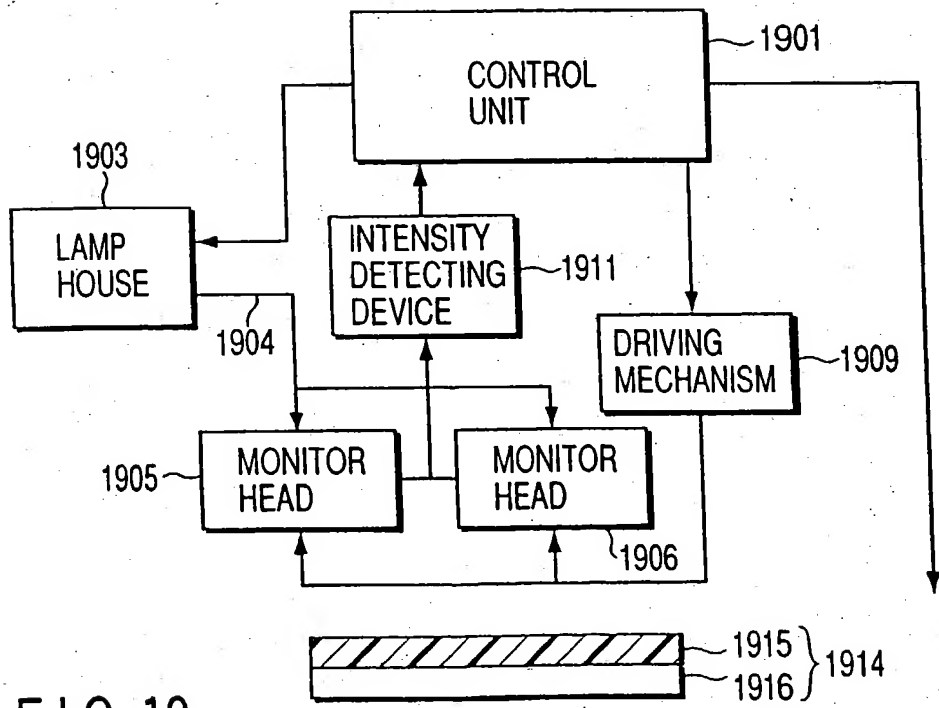 CONTROL
UNIT
1901
1903
LAMP
HOUSE
1904
INTENSITY
DETECTING
DEVICE
1911
DRIVING
MECHANISM
1909
1905
MONITOR
HEAD
MONITOR
HEAD
1906
1915
1916
1914